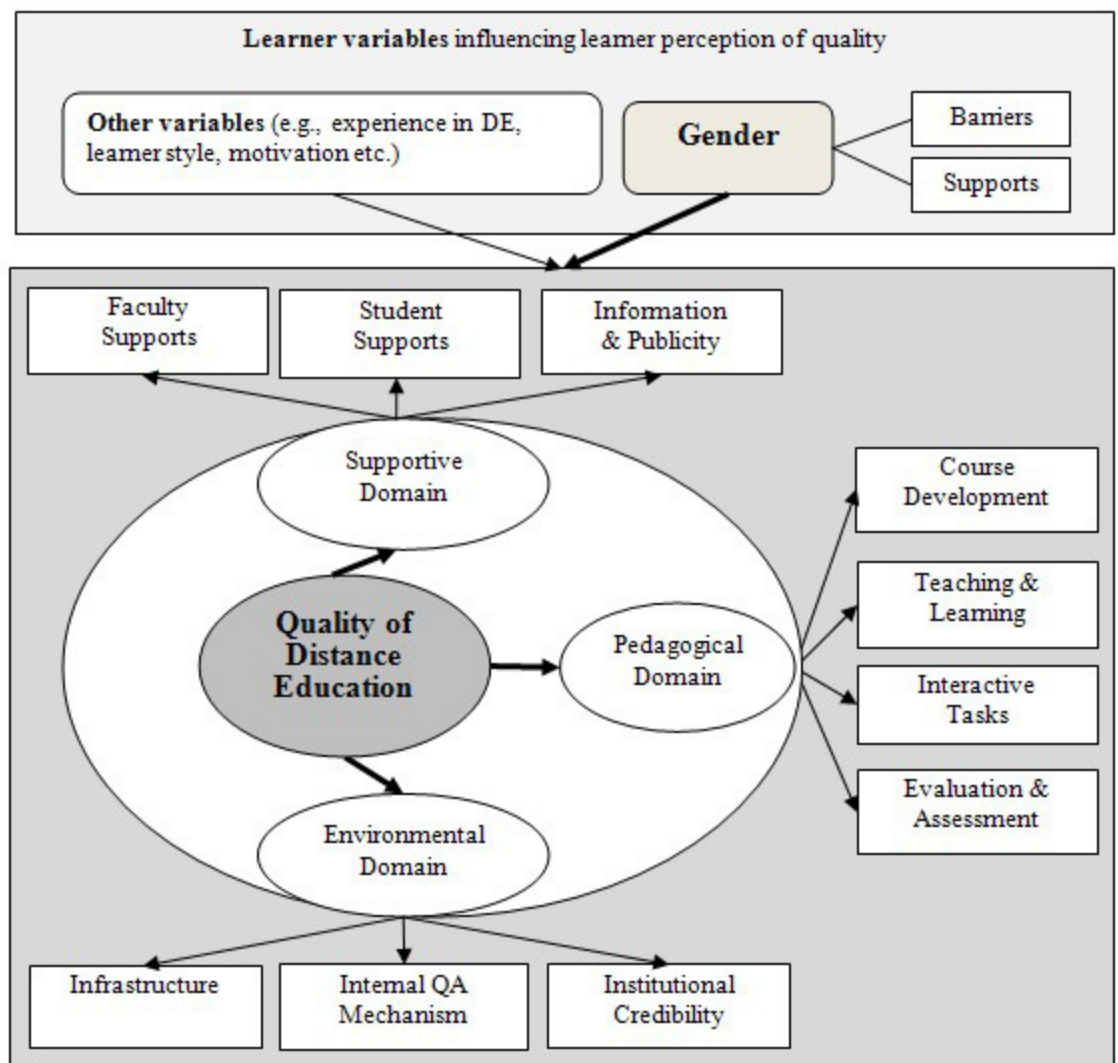 Learner variables influencing learner perception of quality
Other variables (e.g., experience in DE,
learner style, motivation etc.)
Gender
Barriers
Supports
Faculty
Supports
Student
Supports
Information
& Publicity
Supportive
Domain
Course
Development
Teaching &
Learning
Quality of
Distance
Education
Pedagogical
Domain
Interactive
Tasks
Evaluation &
Assessment
Environmental
Domain
Infrastructure
Internal QA
Mechanism
Institutional
Credibility